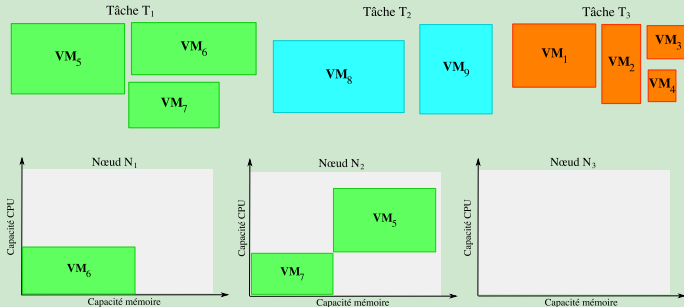 Tâche T1
Tâche T2
Tâche T3
VM5
VM6
VM7
VM8
VM9
VM1
VM2
VM3
VM4
Nœud N1
Nœud N2
Nœud N3
Capacité CPU
VM6
Capacité mémoire
Capacité CPU
VM5
VM7
Capacité mémoire
Capacité CPU
Capacité mémoire